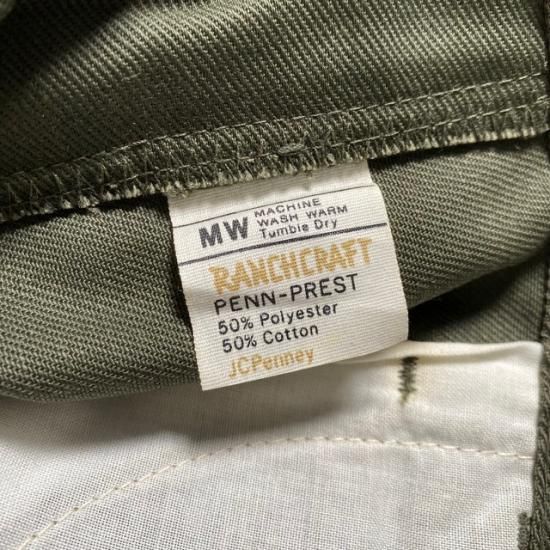 MW MACHINE
WASH WARM
Tumble Dry
RANCHCRAFT
PENN-PREST
50% Polyester
50% Cotton
JCPenney